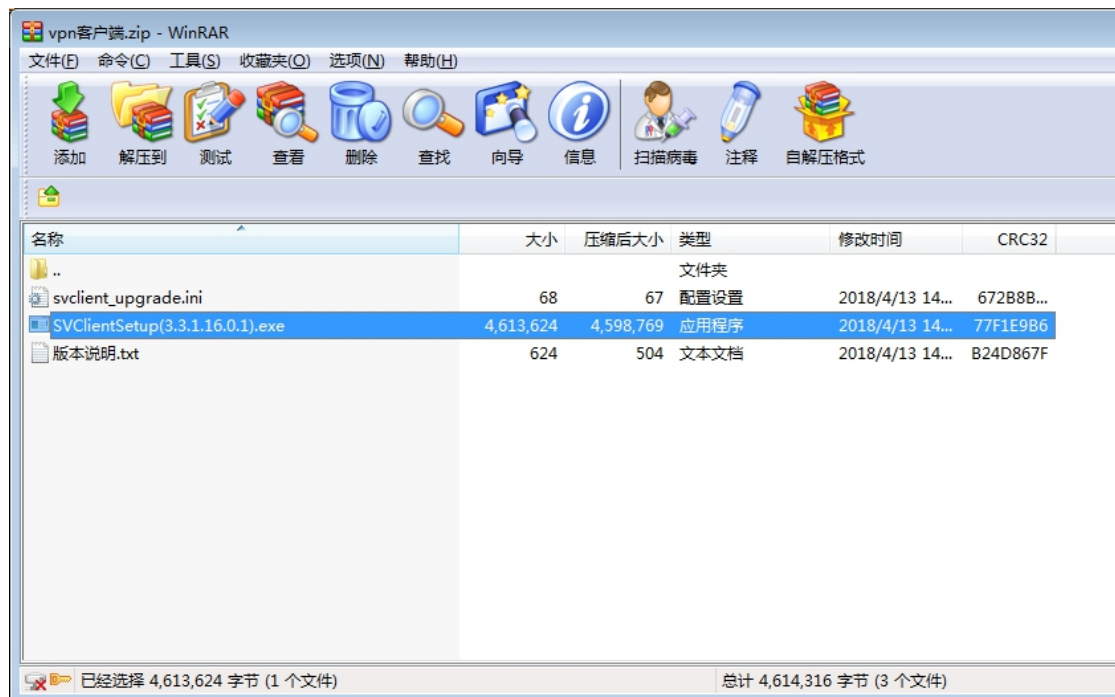 vpn客户端.zip - WinRAR
文件(F) 命令(C) 工具(S) 收藏夹(O) 选项(N) 帮助(H)
添加 解压到 测试 查看 删除 查找 向导 信息 扫描病毒 注释 自解压格式
名称 大小 压缩后大小 类型 修改时间 CRC32
.. 文件夹
svclient_upgrade.ini 68 67 配置设置 2018/4/13 14... 672B8B...
SVClientSetup(3.3.1.16.0.1).exe 4,613,624 4,598,769 应用程序 2018/4/13 14... 77F1E9B6
版本说明.txt 624 504 文本文档 2018/4/13 14... B24D867F
已经选择 4,613,624 字节 (1 个文件) 总计 4,614,316 字节 (3 个文件)